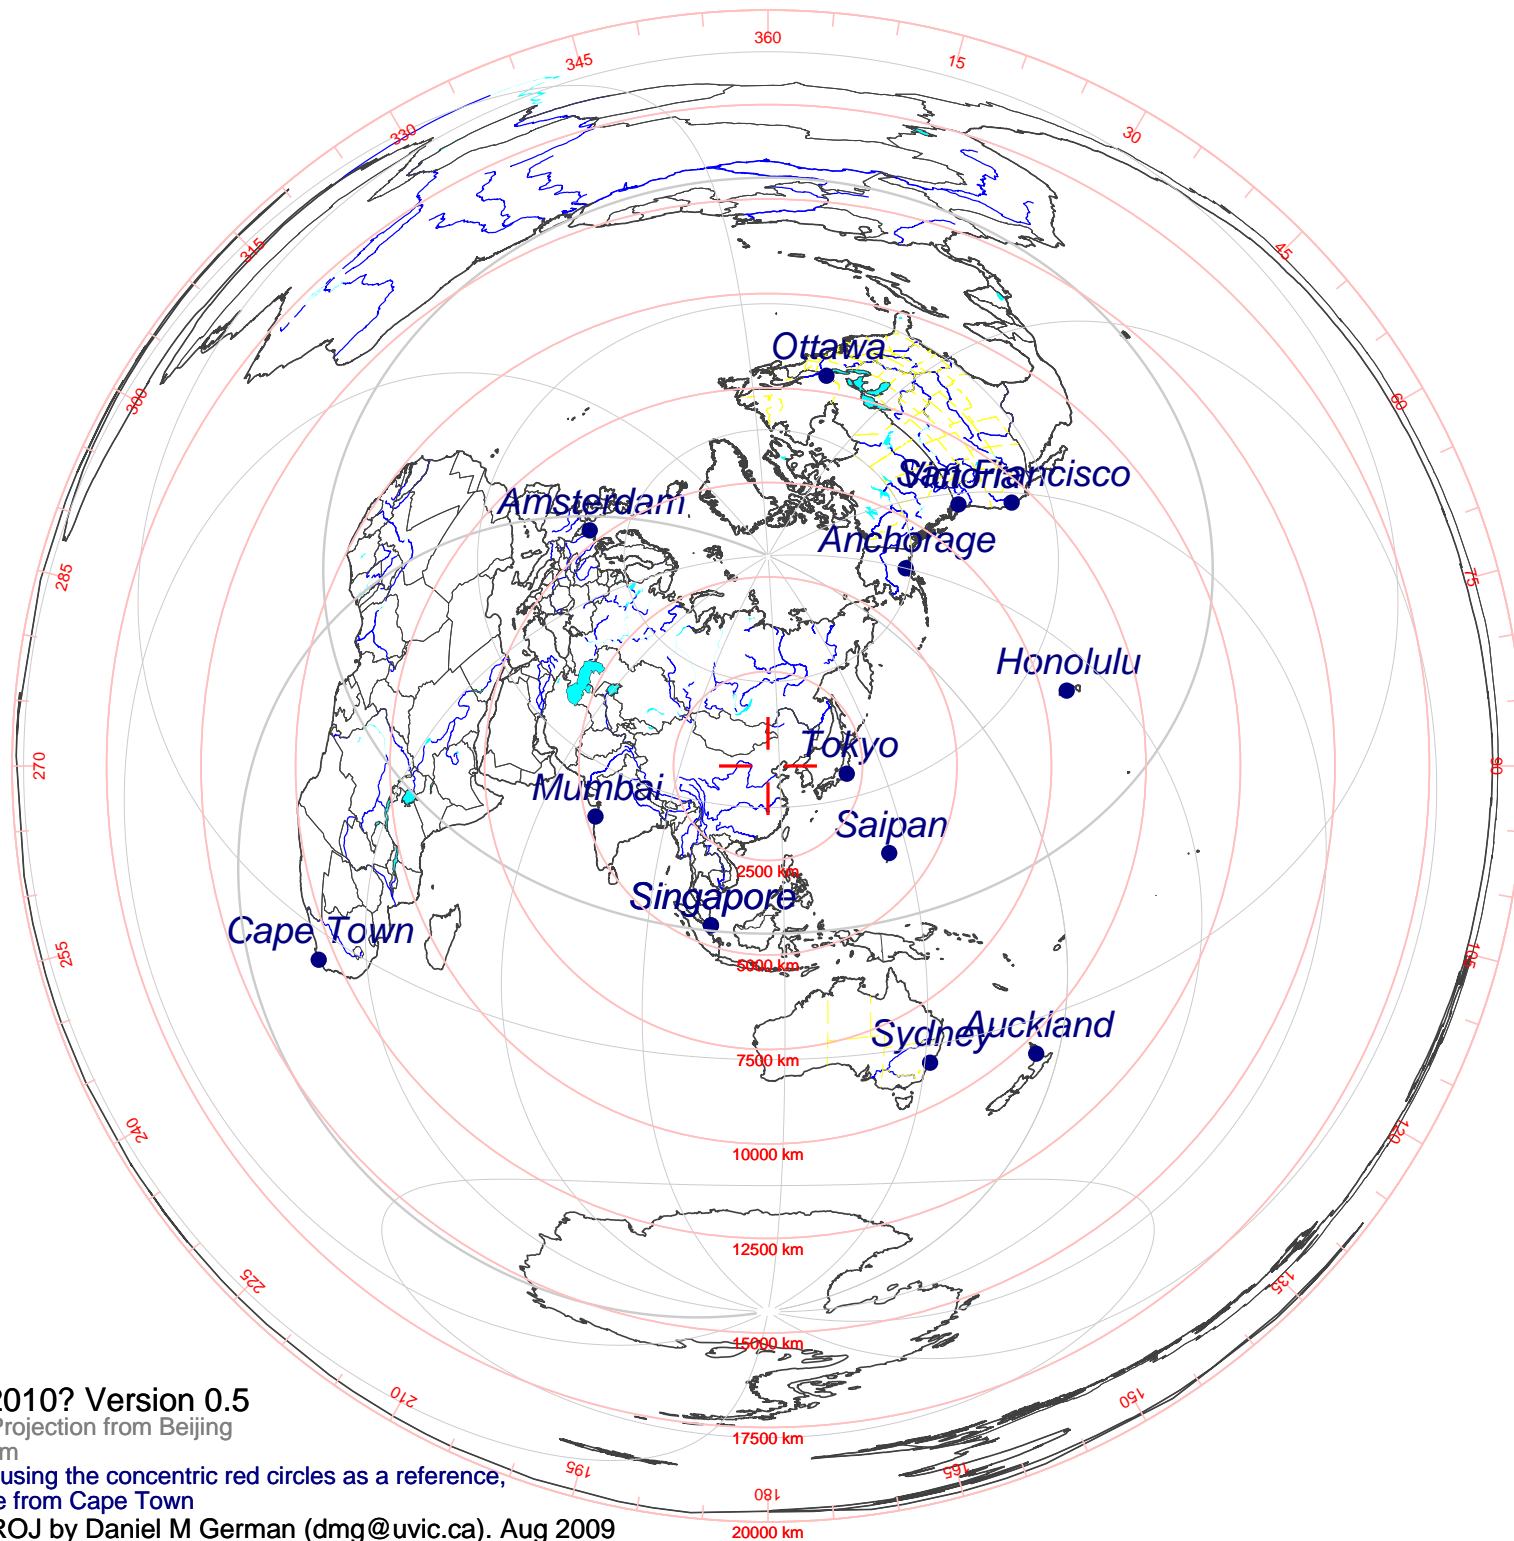 360
15
30
45
60
75
90
105
120
135
150
165
180
195
210
225
240
255
270
285
300
315
330
345
Ottawa
San Francisco
Victoria
Amsterdam
Anchorage
Honolulu
Tokyo
Mumbai
Saipan
Singapore
Cape Town
Sydney
Auckland
2500 km
5000 km
7500 km
10000 km
12500 km
15000 km
17500 km
20000 km
2010? Version 0.5
Projection from Beijing
m
using the concentric red circles as a reference,
e from Cape Town
ROJ by Daniel M German (dmg@uvic.ca). Aug 2009